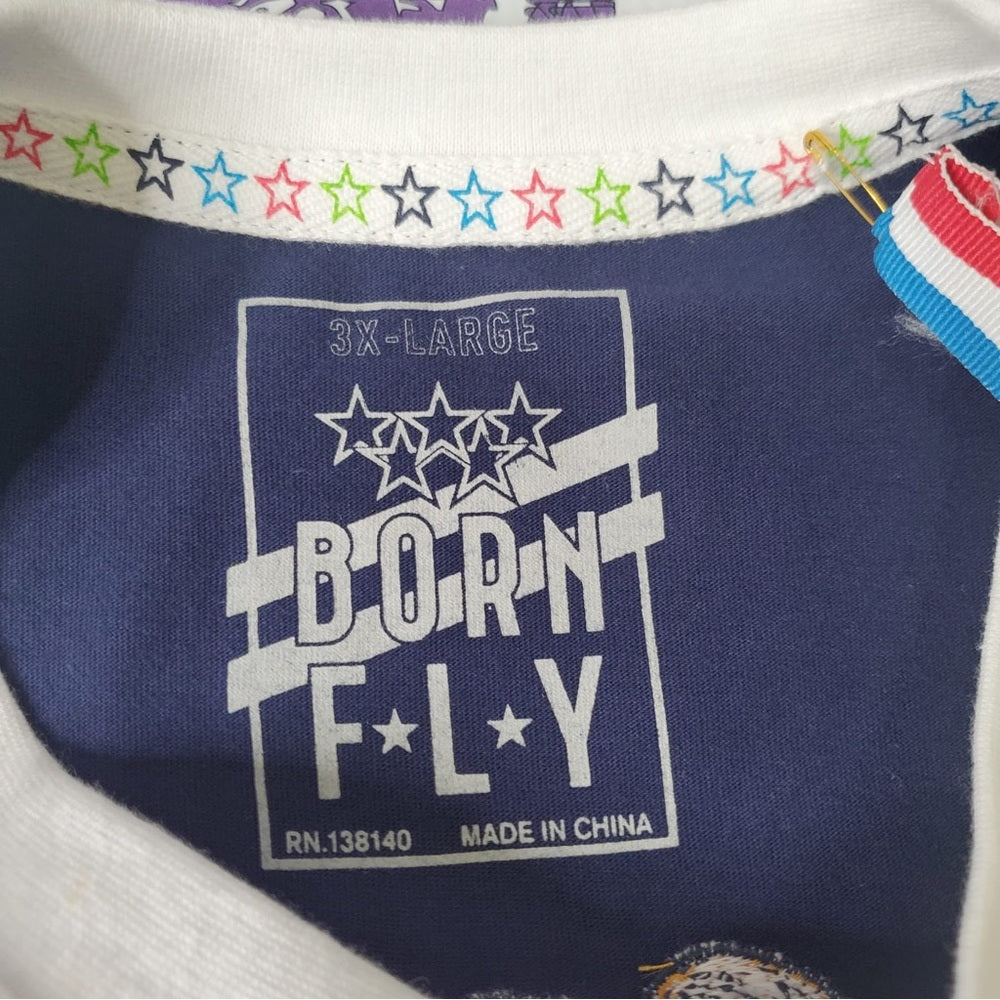 3X-LARGE
BORN
F★L★Y
RN.138140 MADE IN CHINA